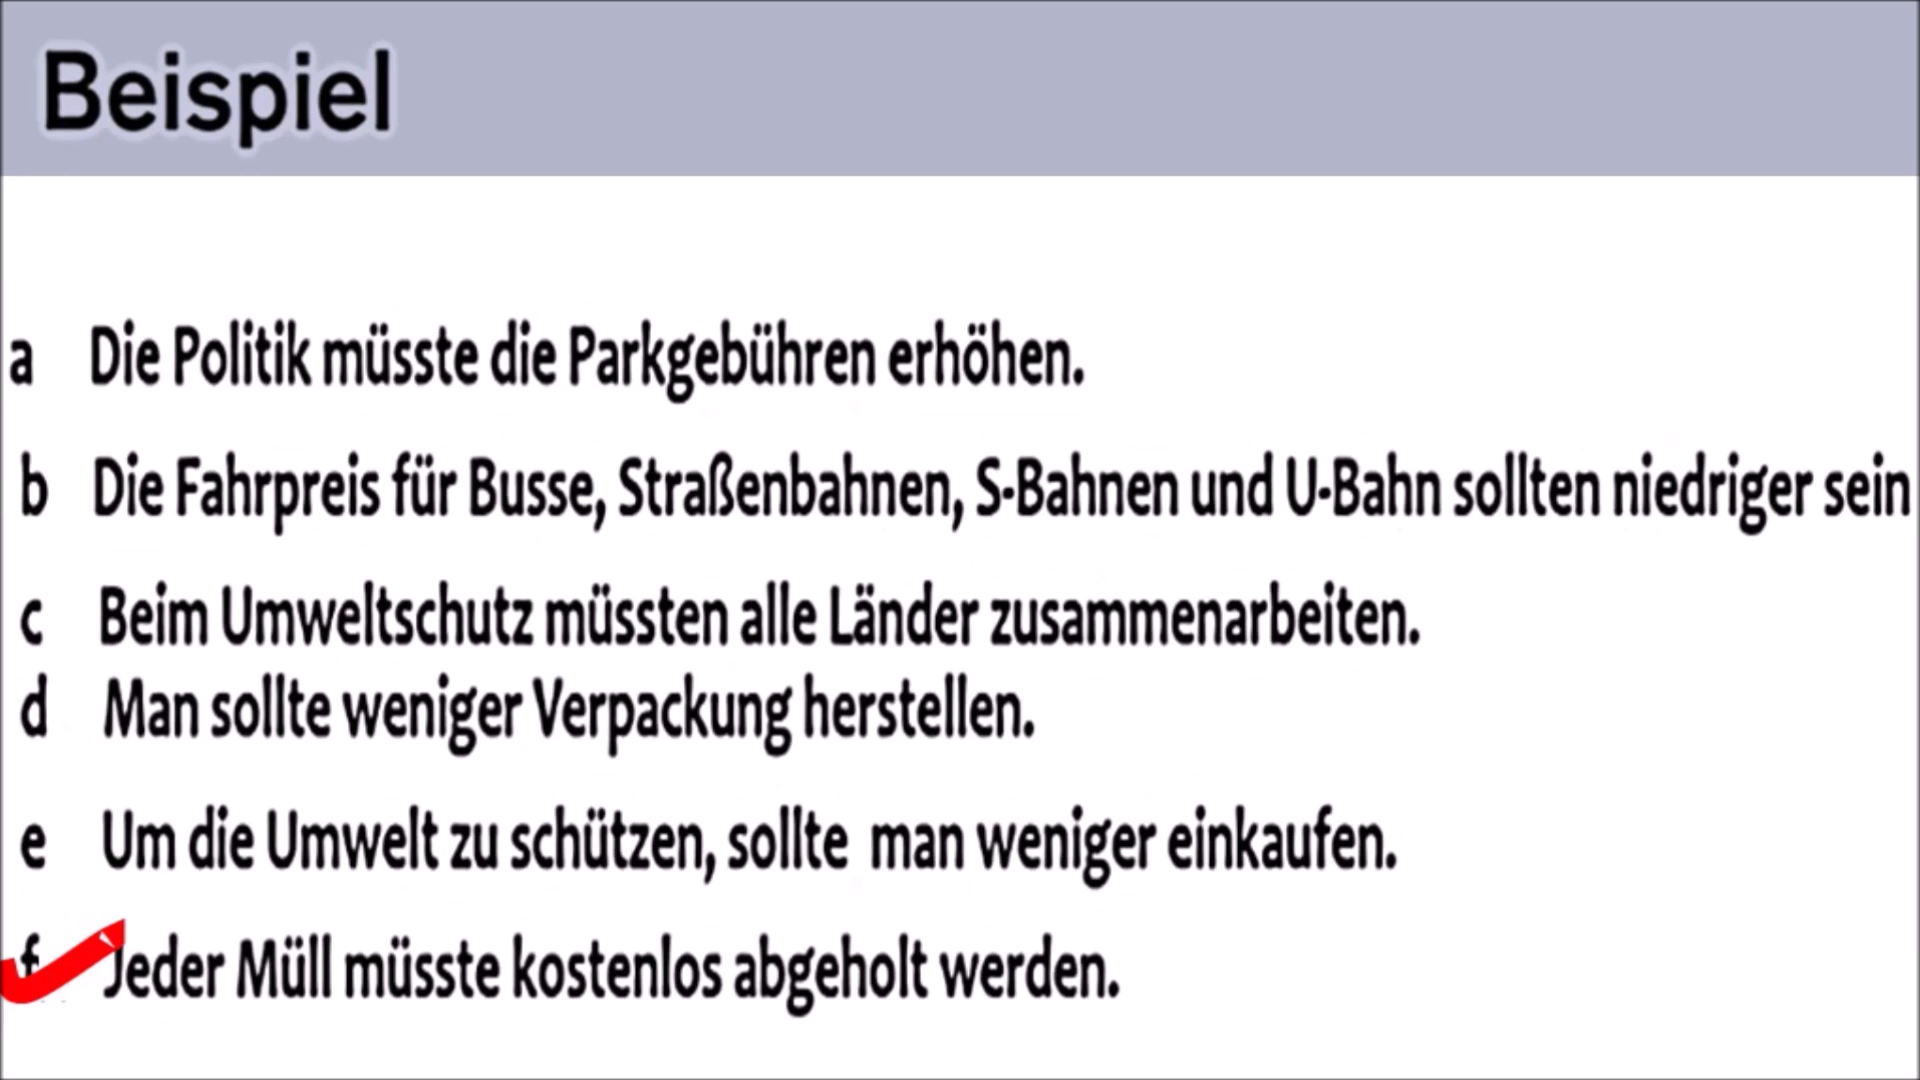 Beispiel
a Die Politik müsste die Parkgebühren erhöhen.
b Die Fahrpreis für Busse, Straßenbahnen, S-Bahnen und U-Bahn sollten niedriger sein
c Beim Umweltschutz müssten alle Länder zusammenarbeiten.
d Man sollte weniger Verpackung herstellen.
e Um die Umwelt zu schützen, sollte man weniger einkaufen.
f Jeder Müll müsste kostenlos abgeholt werden.